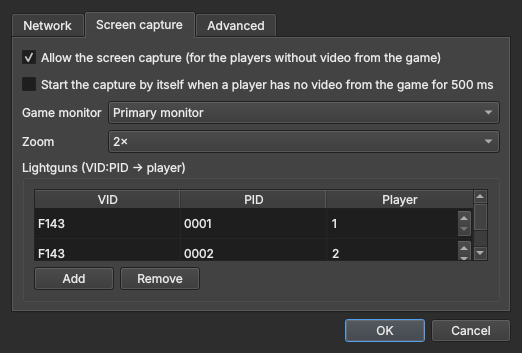 Network Screen capture Advanced
Allow the screen capture (for the players without video from the game)
Start the capture by itself when a player has no video from the game for 500 ms
Game monitor Primary monitor
Zoom 2×
Lightguns (VID:PID → player)
VID PID Player
F143 0001 1
F143 0002 2
Add Remove
OK Cancel